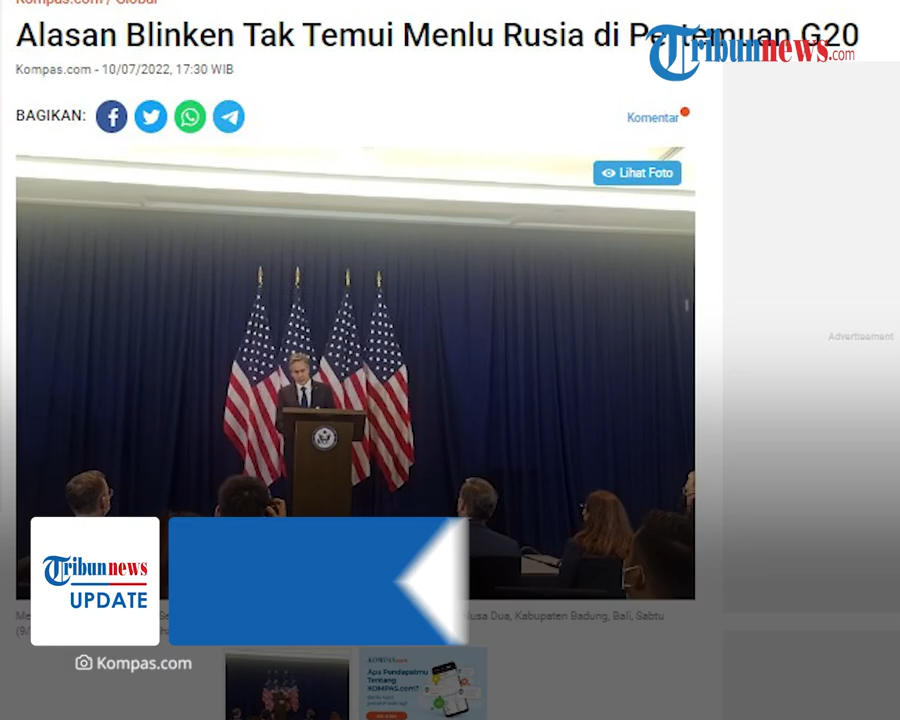 Kompas.com / Global
Alasan Blinken Tak Temui Menlu Rusia di Pertemuan G20
Tribunnews.com
Kompas.com - 10/07/2022, 17:30 WIB
BAGIKAN:
Komentar
Lihat Foto
Advertisement
Tribunnews
UPDATE
usa Dua, Kabupaten Badung, Bali, Sabtu
Kompas.com
KOMPAS.com
Apa Pendapatmu
Tentang
KOMPAS.com?